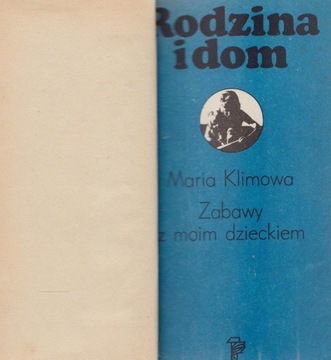 Rodzina
i dom
Maria Klimowa
Zabawy
z moim dzieckiem